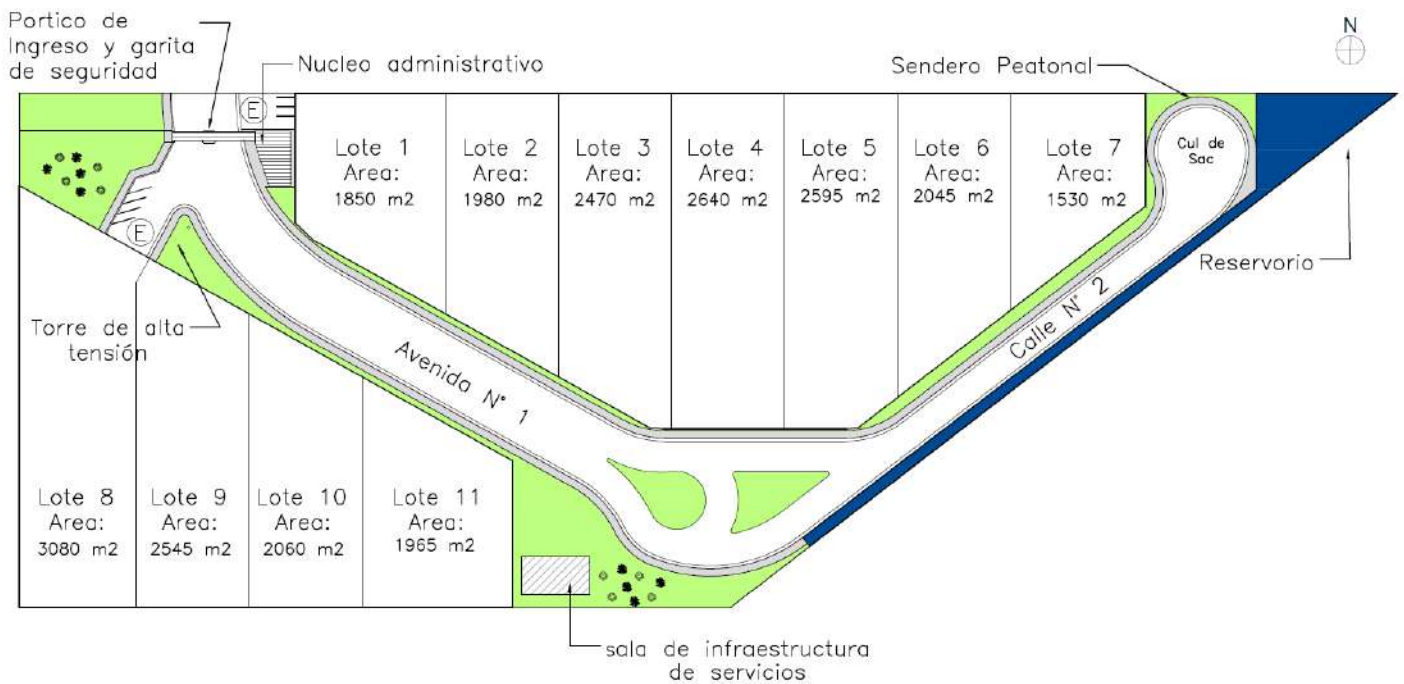 Portico de
Ingreso y garita
de seguridad
Nucleo administrativo
Sendero Peatonal
N
E
Lote 1
Area:
1850 m2
Lote 2
Area:
1980 m2
Lote 3
Area:
2470 m2
Lote 4
Area:
2640 m2
Lote 5
Area:
2595 m2
Lote 6
Area:
2045 m2
Lote 7
Area:
1530 m2
Cul de
Sac
E
Reservorio
Torre de alta
tensión
Avenida N° 1
Calle N° 2
Lote 8
Area:
3080 m2
Lote 9
Area:
2545 m2
Lote 10
Area:
2060 m2
Lote 11
Area:
1965 m2
sala de infraestructura
de servicios